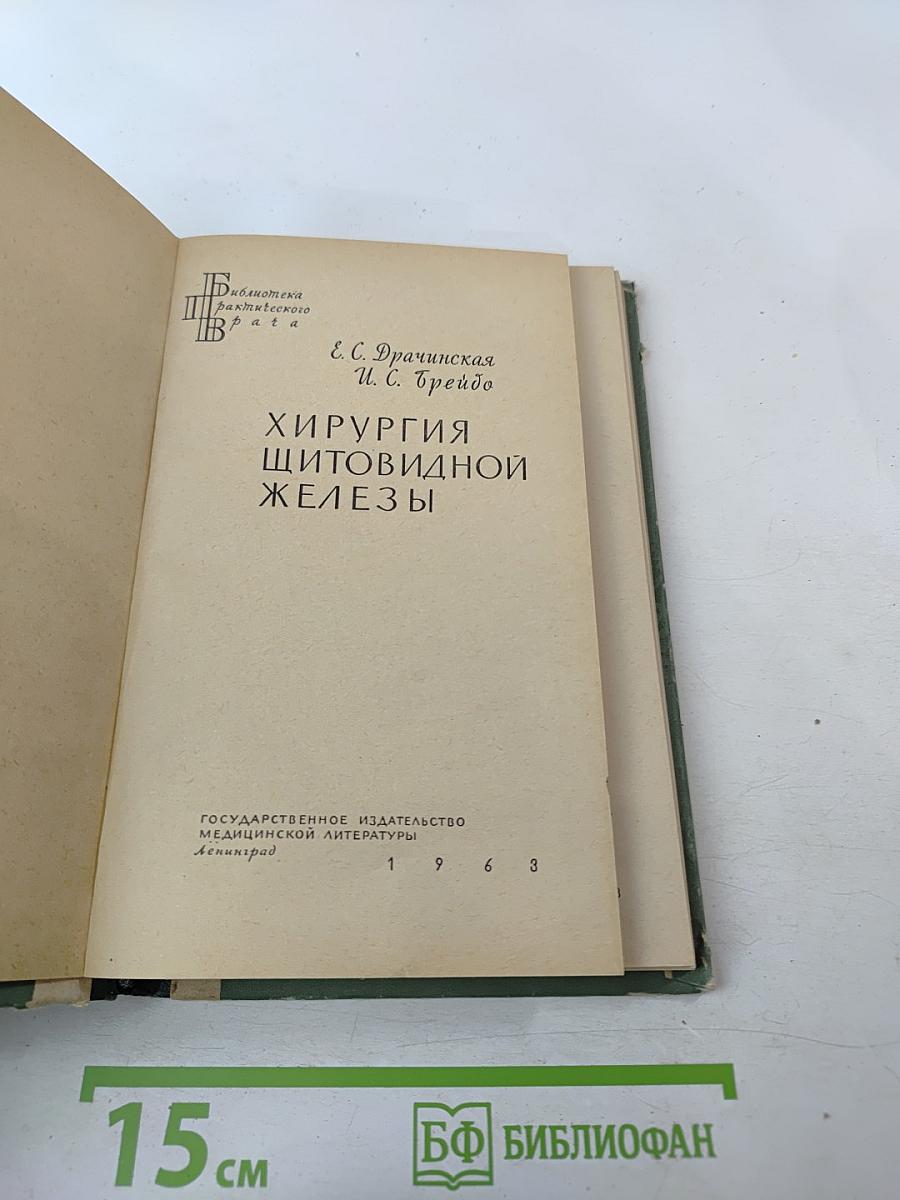 Библиотека
Практического
Врача
Е. С. Драчинская
И. С. Брейдо
ХИРУРГИЯ
ЩИТОВИДНОЙ
ЖЕЛЕЗЫ
ГОСУДАРСТВЕННОЕ ИЗДАТЕЛЬСТВО
МЕДИЦИНСКОЙ ЛИТЕРАТУРЫ
Ленинград
1963
15 см
БФ БИБЛИОФАН